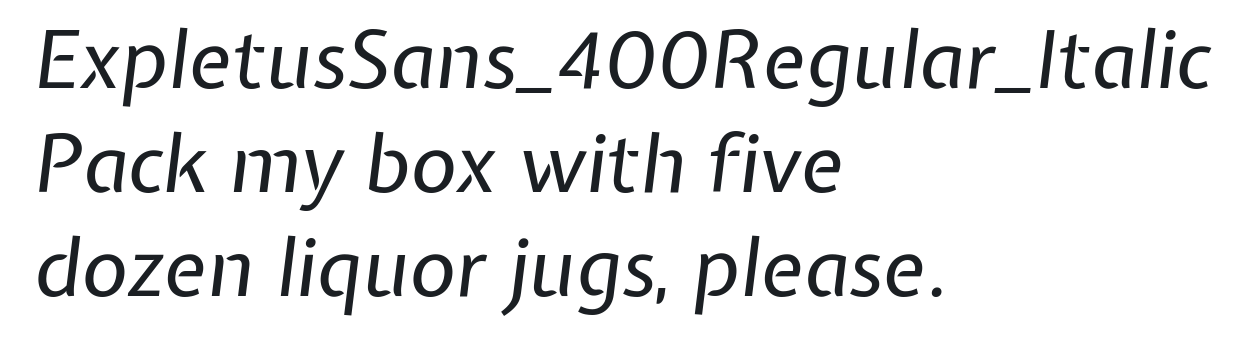 ExpletusSans_400Regular_Italic
Pack my box with five
dozen liquor jugs, please.